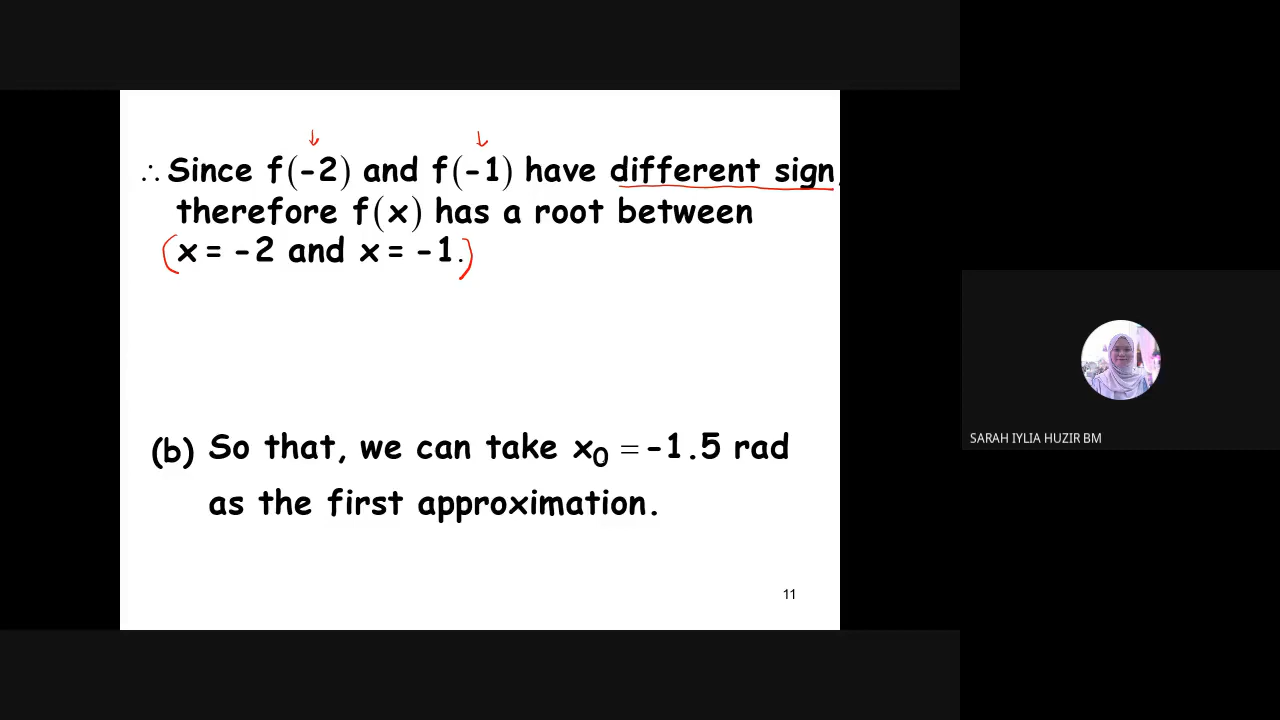 ∴ Since f(-2) and f(-1) have different sign,
therefore f(x) has a root between
x = -2 and x = -1.
(b) So that, we can take x₀ = -1.5 rad
as the first approximation.
11
SARAH IYLIA HUZIR BM